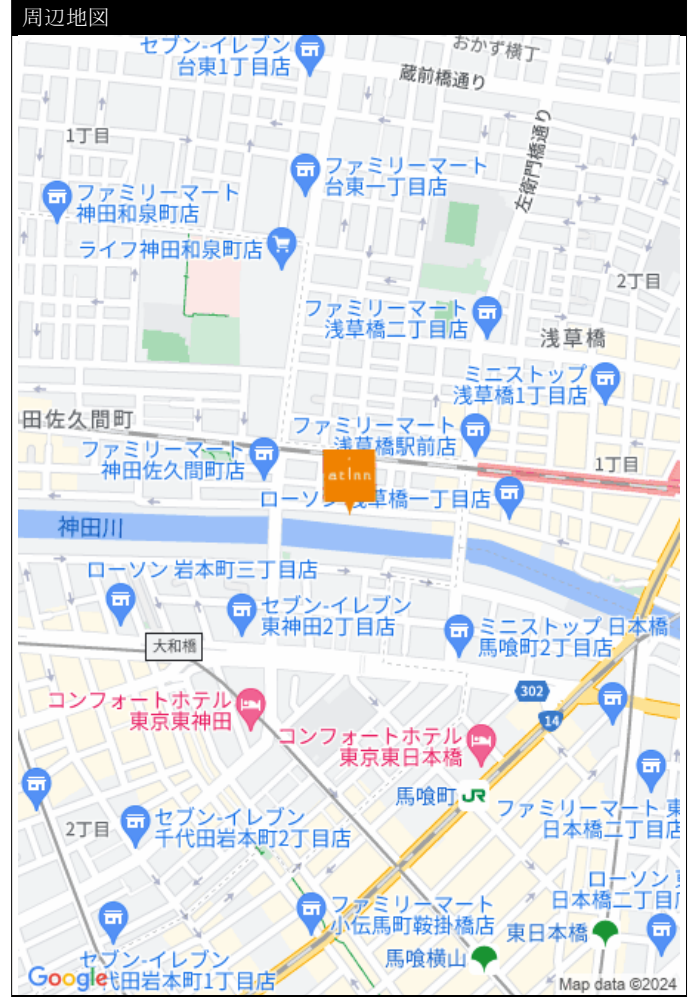 周辺地図
セブン-イレブン
台東1丁目店
おかず横丁
蔵前橋通り
1丁目
左衛門橋通り
ファミリーマート
台東一丁目店
ファミリーマート
神田和泉町店
ライフ神田和泉町店
2丁目
ファミリーマート
浅草橋二丁目店
浅草橋
ミニストップ
浅草橋1丁目店
田佐久間町
ファミリーマート
浅草橋駅前店
ファミリーマート
神田佐久間町店
1丁目
at inn
ローソン 浅草橋一丁目店
神田川
ローソン 岩本町三丁目店
セブン-イレブン
東神田2丁目店
ミニストップ 日本橋
馬喰町2丁目店
大和橋
302
14
コンフォートホテル
東京東神田
コンフォートホテル
東京東日本橋
馬喰町 JR
ファミリーマート 東
日本橋二丁目店
2丁目
セブン-イレブン
千代田岩本町2丁目店
ローソン 東
日本橋二丁目店
ファミリーマート
小伝馬町鞍掛橋店
東日本橋
馬喰横山
セブン-イレブン
代田岩本町1丁目店
Google
Map data ©2024